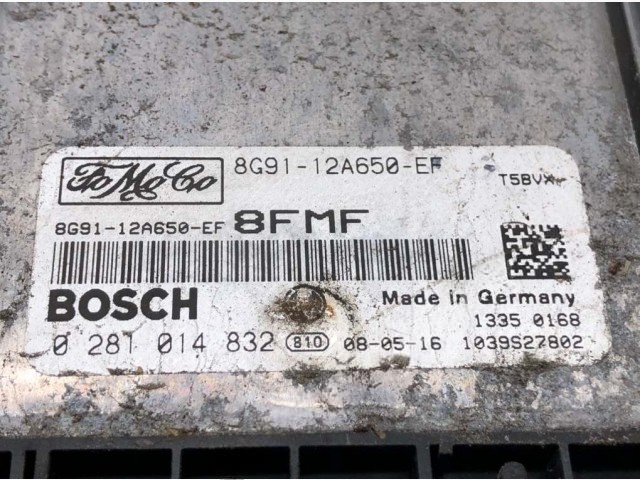 FoMoCo
8G91-12A650-EF
T5BVX
8G91-12A650-EF 8FMF
BOSCH
Made in Germany
1335 0168
0 281 014 832 810 08-05-16 1039S27802